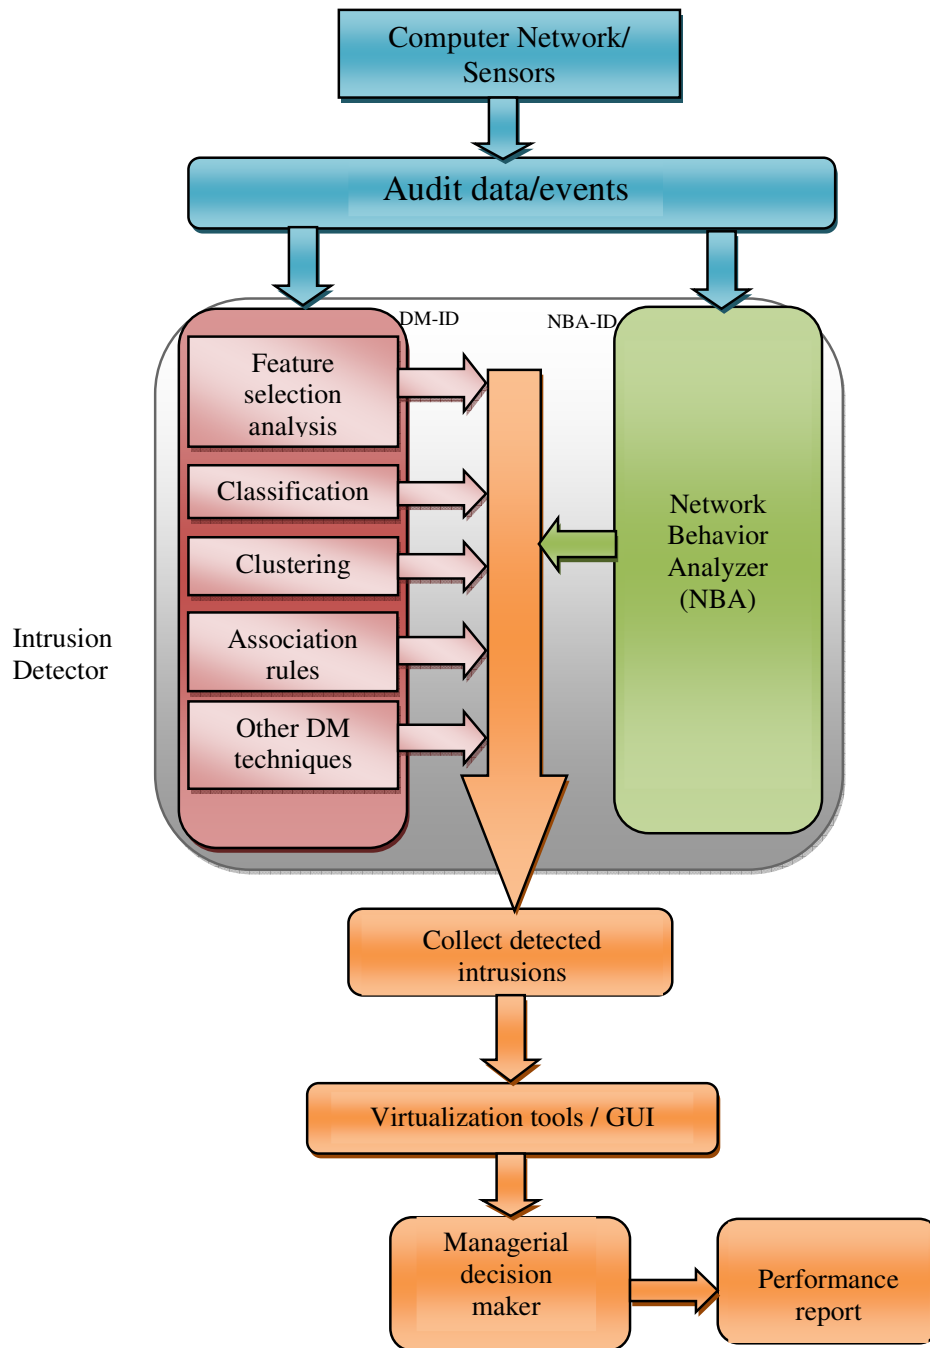 Computer Network/
Sensors
Audit data/events
DM-ID
NBA-ID
Feature
selection
analysis
Classification
Clustering
Association
rules
Other DM
techniques
Network
Behavior
Analyzer
(NBA)
Intrusion
Detector
Collect detected
intrusions
Virtualization tools / GUI
Managerial
decision
maker
Performance
report